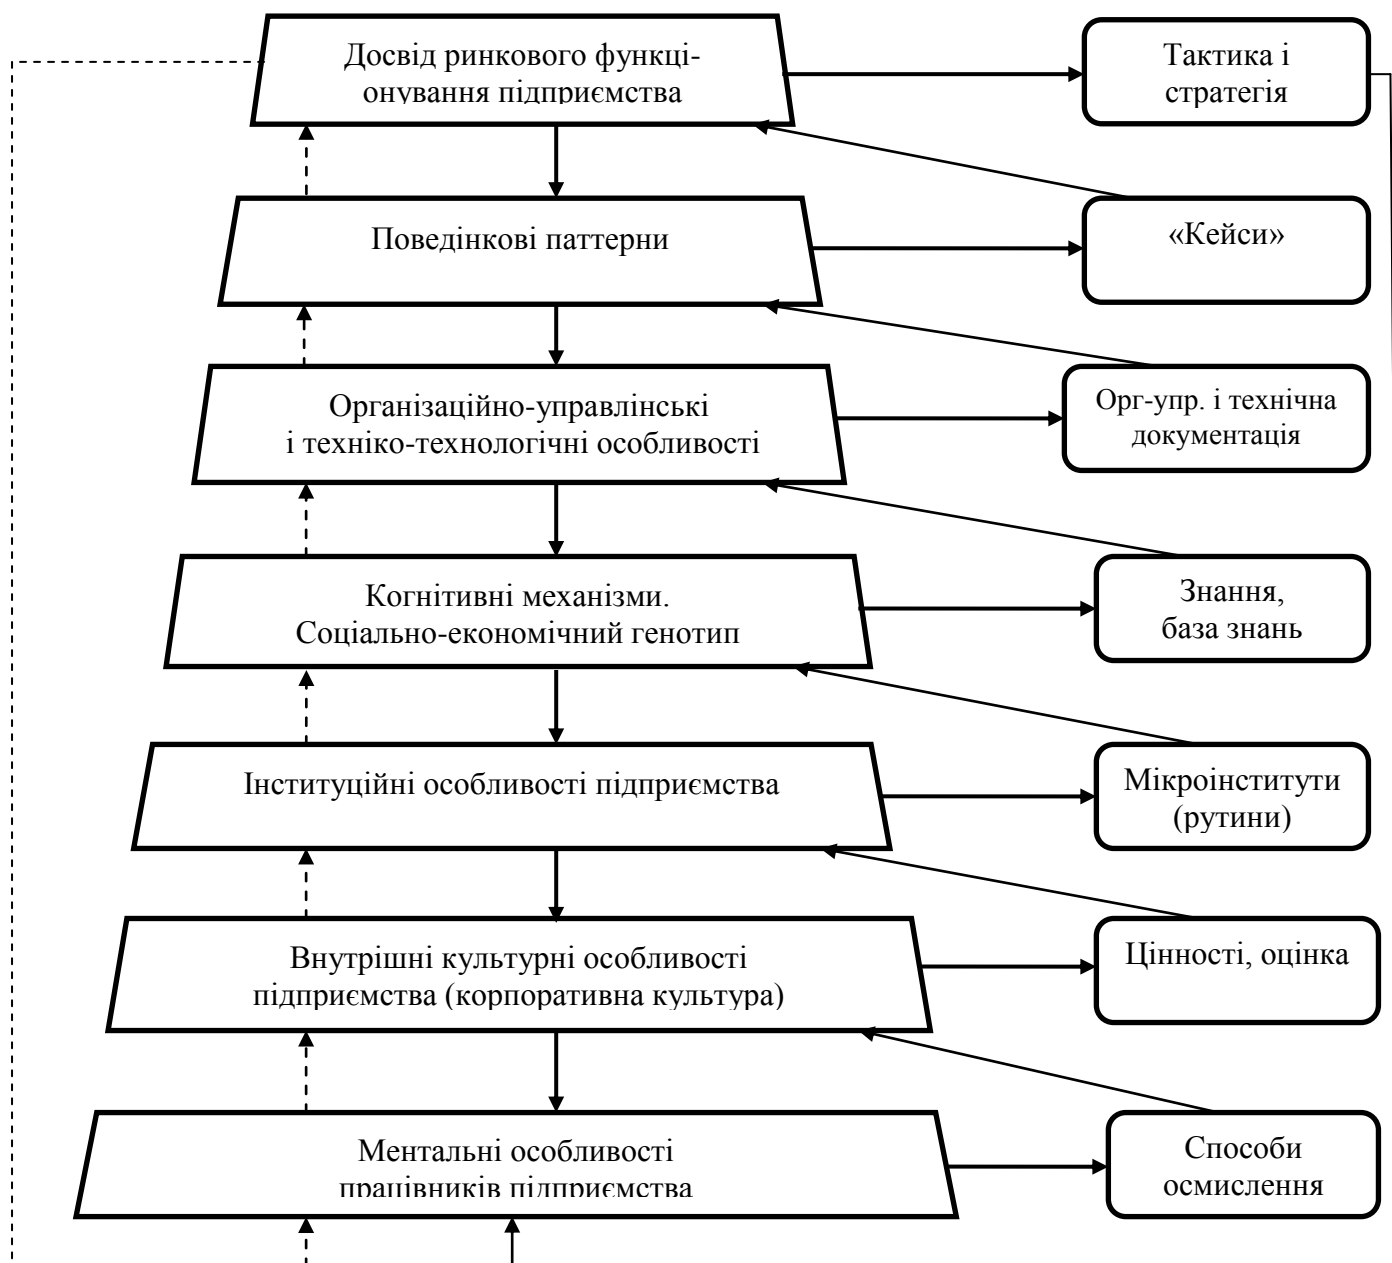 Досвід ринкового функці-
онування підприємства
Тактика і
стратегія
Поведінкові паттерни
«Кейси»
Організаційно-управлінські
і техніко-технологічні особливості
Орг-упр. і технічна
документація
Когнітивні механізми.
Соціально-економічний генотип
Знання,
база знань
Інституційні особливості підприємства
Мікроінститути
(рутини)
Внутрішні культурні особливості
підприємства (корпоративна культура)
Цінності, оцінка
Ментальні особливості
працівників підприємства
Способи
осмислення